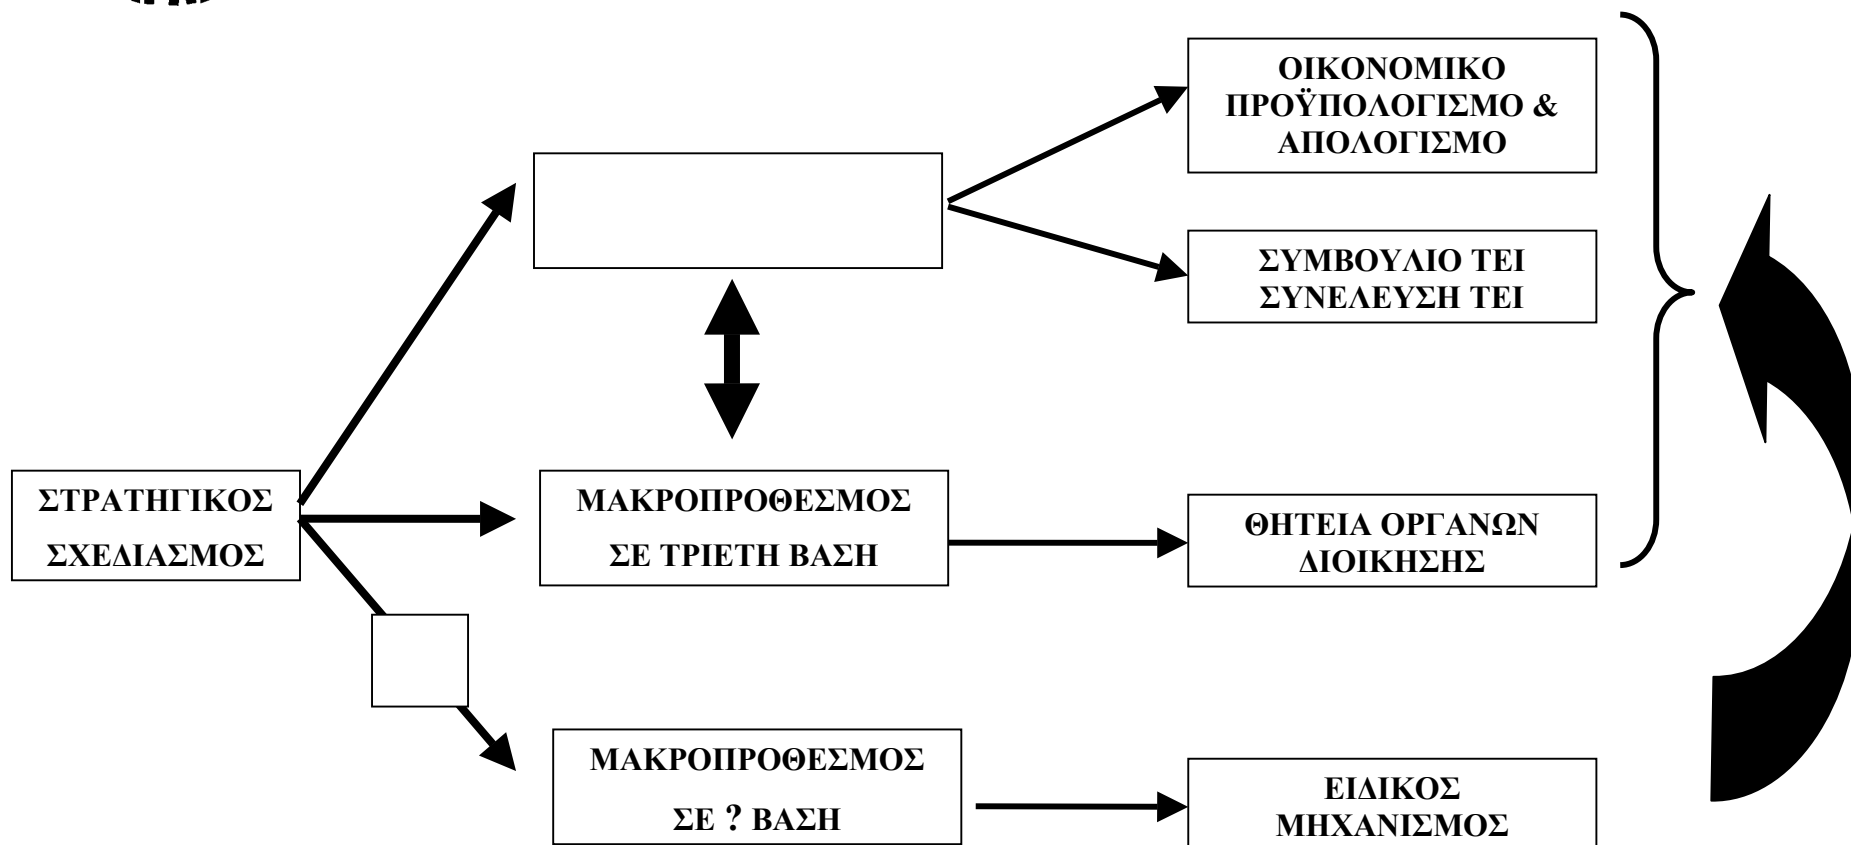 ΟΙΚΟΝΟΜΙΚΟ
ΠΡΟΫΠΟΛΟΓΙΣΜΟ &
ΑΠΟΛΟΓΙΣΜΟ
ΣΥΜΒΟΥΛΙΟ ΤΕΙ
ΣΥΝΕΛΕΥΣΗ ΤΕΙ
ΣΤΡΑΤΗΓΙΚΟΣ
ΣΧΕΔΙΑΣΜΟΣ
ΜΑΚΡΟΠΡΟΘΕΣΜΟΣ
ΣΕ ΤΡΙΕΤΗ ΒΑΣΗ
ΘΗΤΕΙΑ ΟΡΓΑΝΩΝ
ΔΙΟΙΚΗΣΗΣ
ΜΑΚΡΟΠΡΟΘΕΣΜΟΣ
ΣΕ ? ΒΑΣΗ
ΕΙΔΙΚΟΣ
ΜΗΧΑΝΙΣΜΟΣ